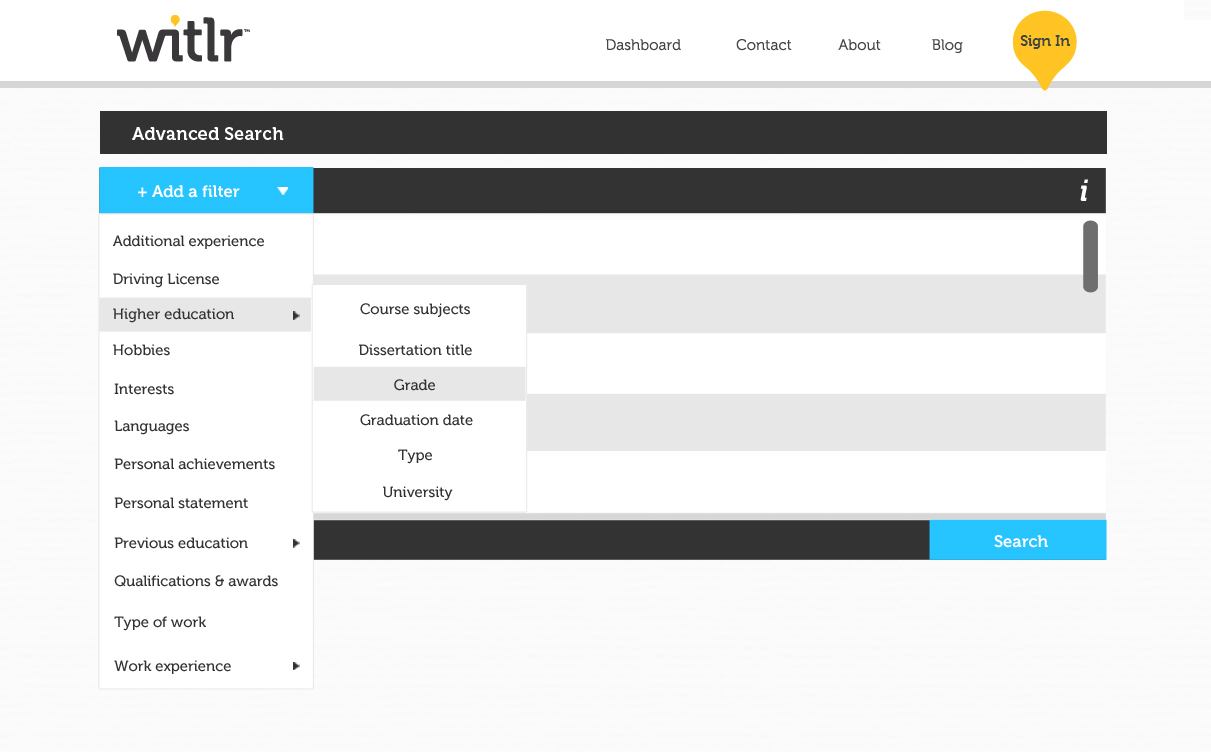 witlr™
Dashboard
Contact
About
Blog
Sign In
Advanced Search
+ Add a filter
i
Additional experience
Driving License
Higher education
Hobbies
Interests
Languages
Personal achievements
Personal statement
Previous education
Qualifications & awards
Type of work
Work experience
Course subjects
Dissertation title
Grade
Graduation date
Type
University
Search